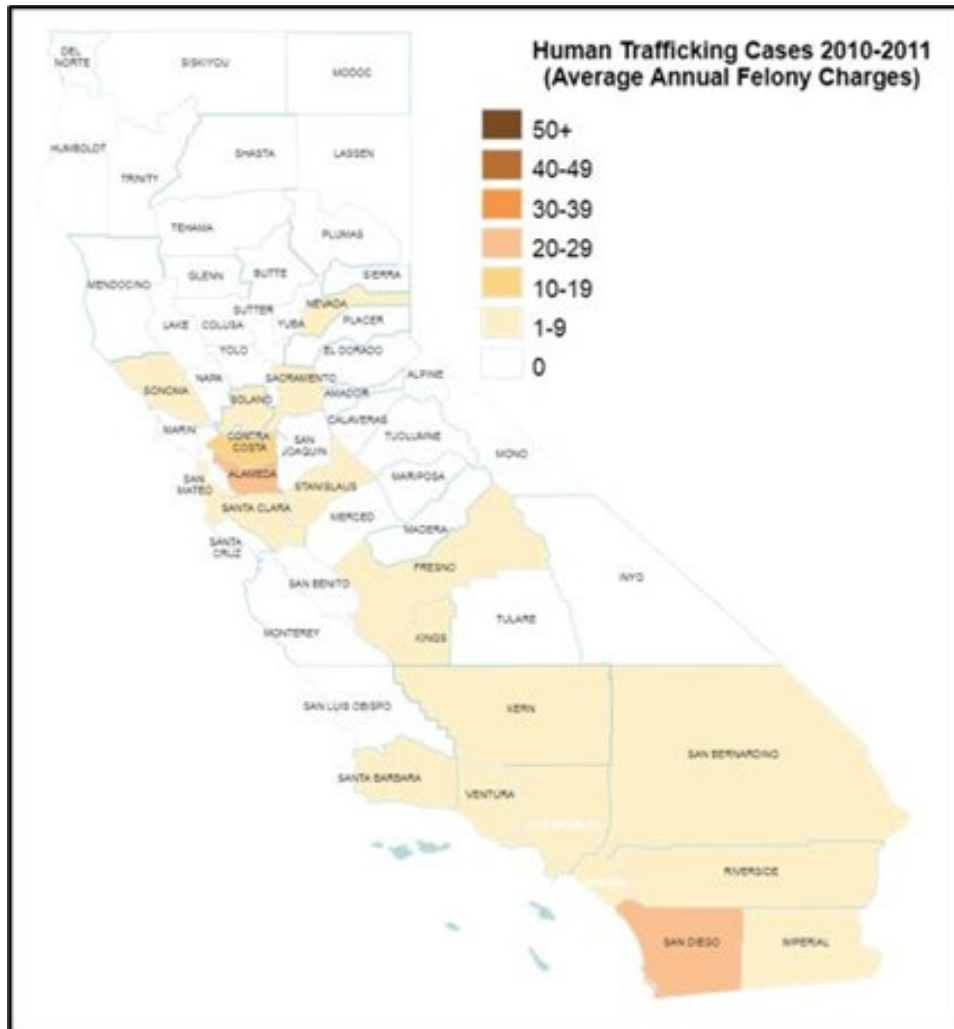 Human Trafficking Cases 2010-2011
(Average Annual Felony Charges)
50+
40-49
30-39
20-29
10-19
1-9
0
DEL
NORTE
SISKIYOU
MODOC
HUMBOLDT
TRINITY
SHASTA
LASSEN
TEHAMA
PLUMAS
MENDOCINO
GLENN
BUTTE
SIERRA
NEVADA
LAKE
COLUSA
SUTTER
YUBA
PLACER
YOLO
EL DORADO
SONOMA
NAPA
SACRAMENTO
ALPINE
SOLANO
AMADOR
MARIN
CALAVERAS
CONTRA
COSTA
SAN
JOAQUIN
TUOLUMNE
MONO
ALAMEDA
SAN
MATEO
STANISLAUS
MARIPOSA
SANTA CLARA
MERCED
SANTA
CRUZ
MADERA
FRESNO
SAN BENITO
INYO
MONTEREY
KINGS
TULARE
SAN LUIS OBISPO
KERN
SAN BERNARDINO
SANTA BARBARA
VENTURA
LOS ANGELES
RIVERSIDE
SAN DIEGO
IMPERIAL